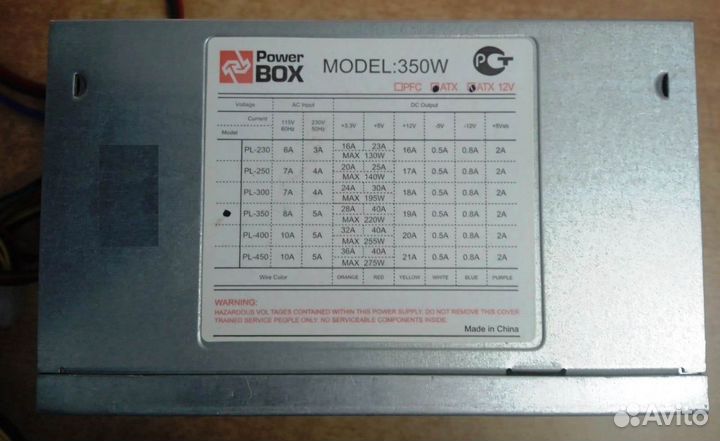 Power
BOX
MODEL:350W
PCT
PFC ATX ATX 12V
Voltage AC Input DC Output
Current 115V 60Hz 230V 50Hz +3.3V +5V +12V -5V -12V +5Vsb
Model
PL-230 6A 3A 16A 23A 16A 0.5A 0.8A 2A
MAX 130W
PL-250 7A 4A 20A 25A 17A 0.5A 0.8A 2A
MAX 140W
PL-300 7A 4A 24A 30A 18A 0.5A 0.8A 2A
MAX 195W
PL-350 8A 5A 28A 40A 19A 0.5A 0.8A 2A
MAX 220W
PL-400 10A 5A 32A 40A 20A 0.5A 0.8A 2A
MAX 255W
PL-450 10A 5A 36A 40A 21A 0.5A 0.8A 2A
MAX 275W
Wire Color ORANGE RED YELLOW WHITE BLUE PURPLE
WARNING:
HAZARDOUS VOLTAGES CONTAINED WITHIN THIS POWER SUPPLY. DO NOT REMOVE THIS COVER
TRAINED SERVICE PEOPLE ONLY. NO SERVICEABLE COMPONENTS INSIDE.
Made in China
Avito